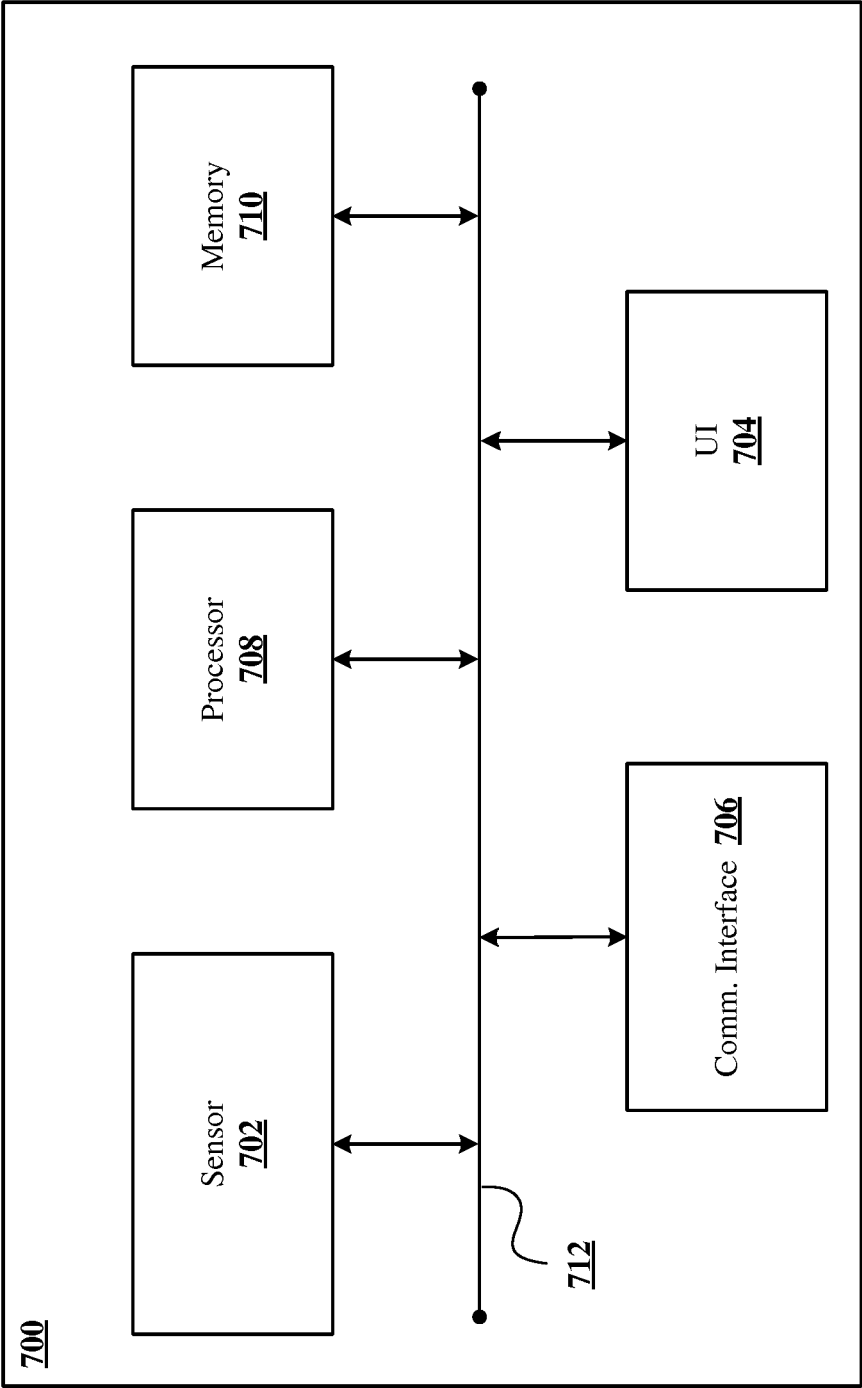 700
Sensor
702
Processor
708
Memory
710
712
Comm. Interface 706
UI
704